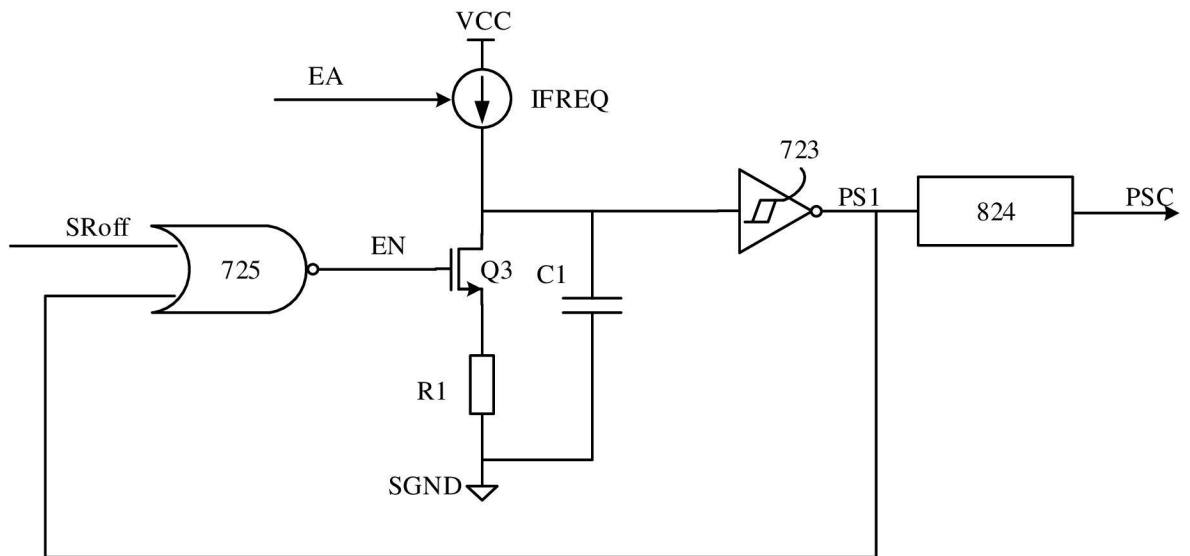 VCC
EA
IFREQ
723
PS1
824
PSC
SRoff
725
EN
Q3
C1
R1
SGND